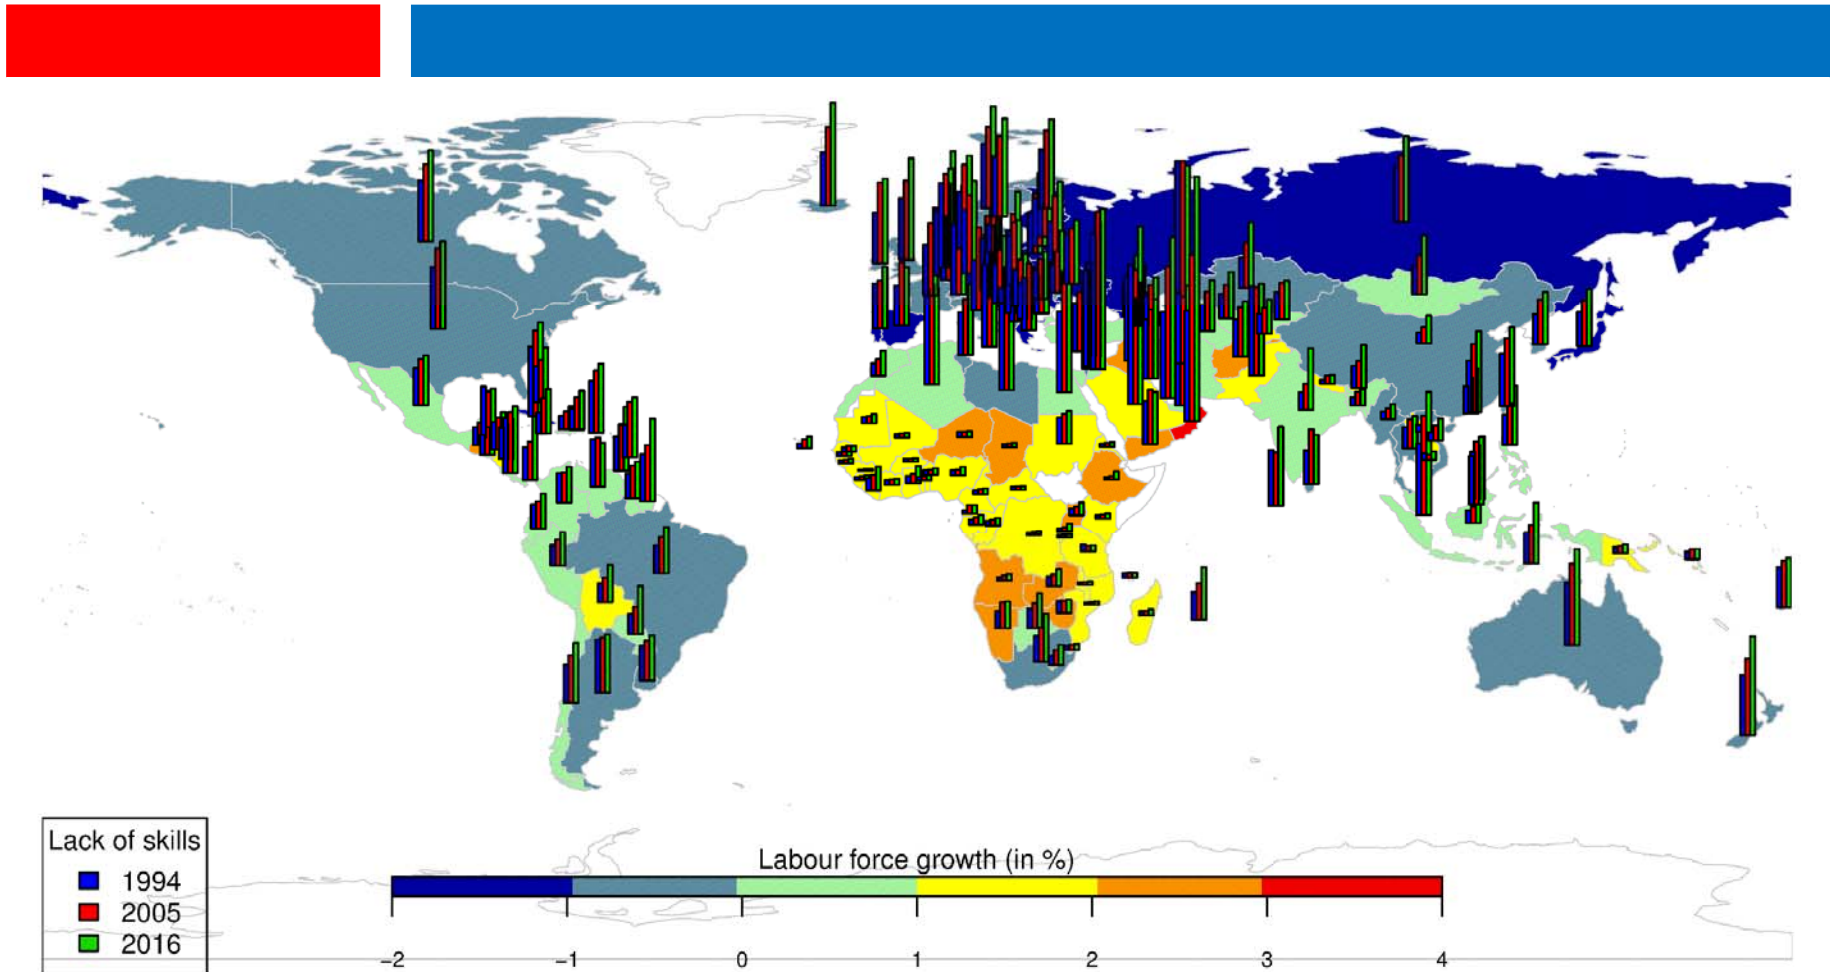 Lack of skills
1994
2005
2016
Labour force growth (in %)
−2 −1 0 1 2 3 4